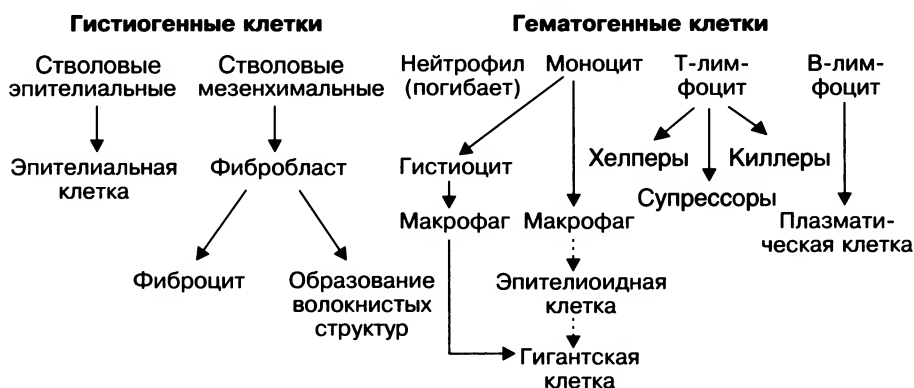 Гистиогенные клетки
Гематогенные клетки
Стволовые
эпителиальные
Стволовые
мезенхимальные
Нейтрофил
(погибает)
Моноцит
Т-лим-
фоцит
В-лим-
фоцит
Эпителиальная
клетка
Фибробласт
Гистиоцит
Хелперы
Киллеры
Супрессоры
Макрофаг
Макрофаг
Плазмати-
ческая клетка
Фиброцит
Образование
волокнистых
структур
Эпителиоидная
клетка
Гигантская
клетка